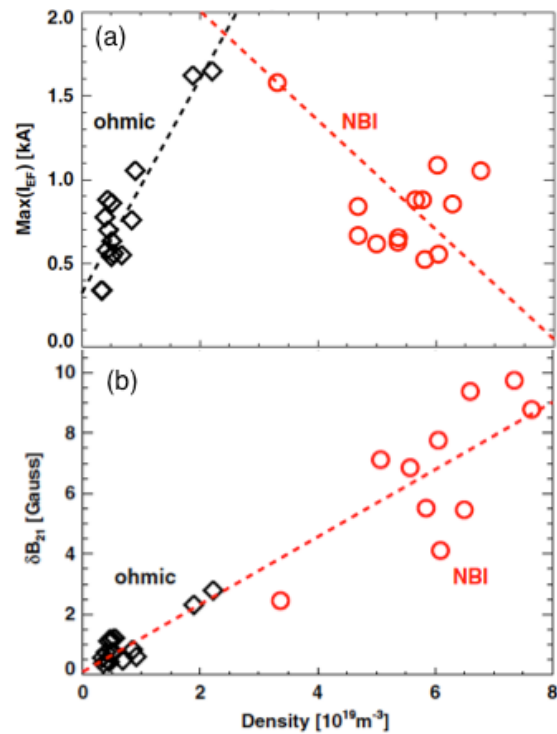 (a)
2.0
1.5
1.0
0.5
0.0
Max(I_EF) [kA]
ohmic
NBI
(b)
10
8
6
4
2
0
δB_21 [Gauss]
ohmic
NBI
0 2 4 6 8
Density [10^19 m^-3]